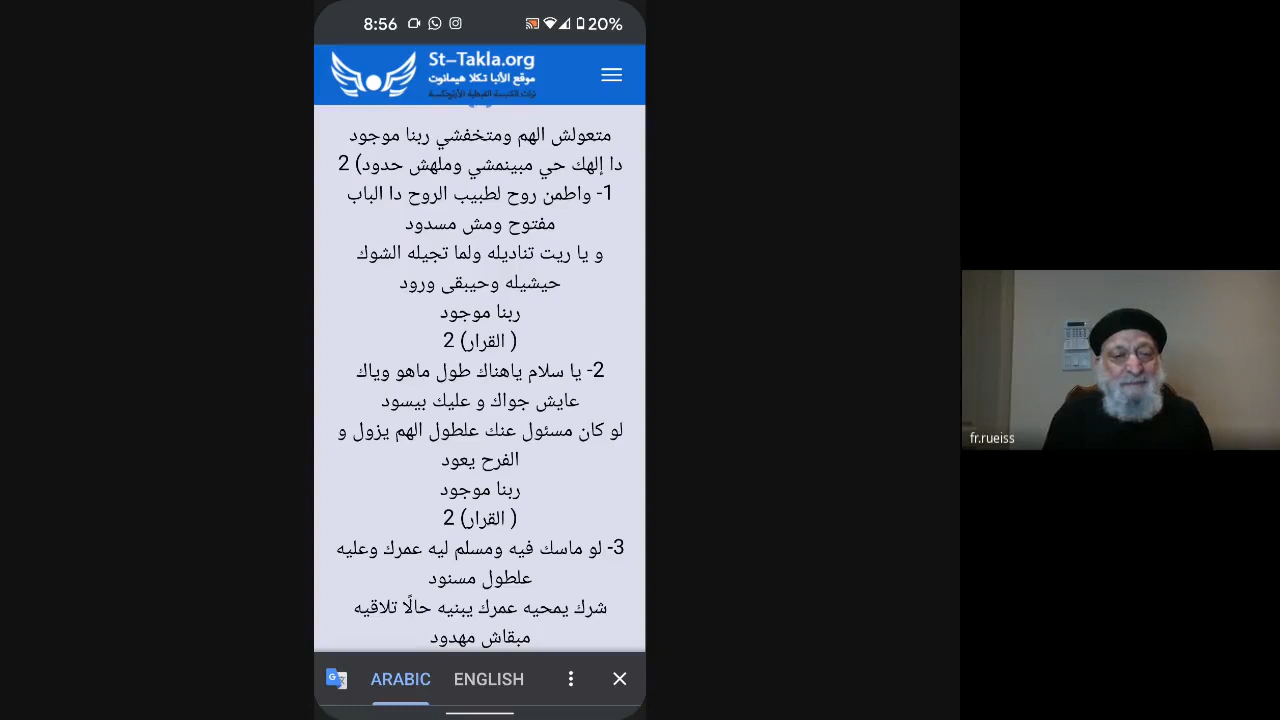 8:56
20%
St-Takla.org
موقع الأنبا تكلا هيمانوت
تراث الكنيسة القبطية الأرثوذكسية
متعولش الهم ومتخفشي ربنا موجود
دا إلهك حي مبينمشي وملهش حدود) 2
1- واطمن روح لطبيب الروح دا الباب
مفتوح ومش مسدود
و يا ريت تناديله ولما تجيله الشوك
حيشيله وحيبقى ورود
ربنا موجود
( القرار) 2
2- يا سلام ياهناك طول ماهو وياك
عايش جواك و عليك بيسود
لو كان مسئول عنك علطول الهم يزول و
الفرح يعود
ربنا موجود
( القرار) 2
3- لو ماسك فيه ومسلم ليه عمرك وعليه
علطول مسنود
شرك يمحيه عمرك يبنيه حالًا تلاقيه
مبقاش مهدود
ARABIC
ENGLISH
fr.rueiss